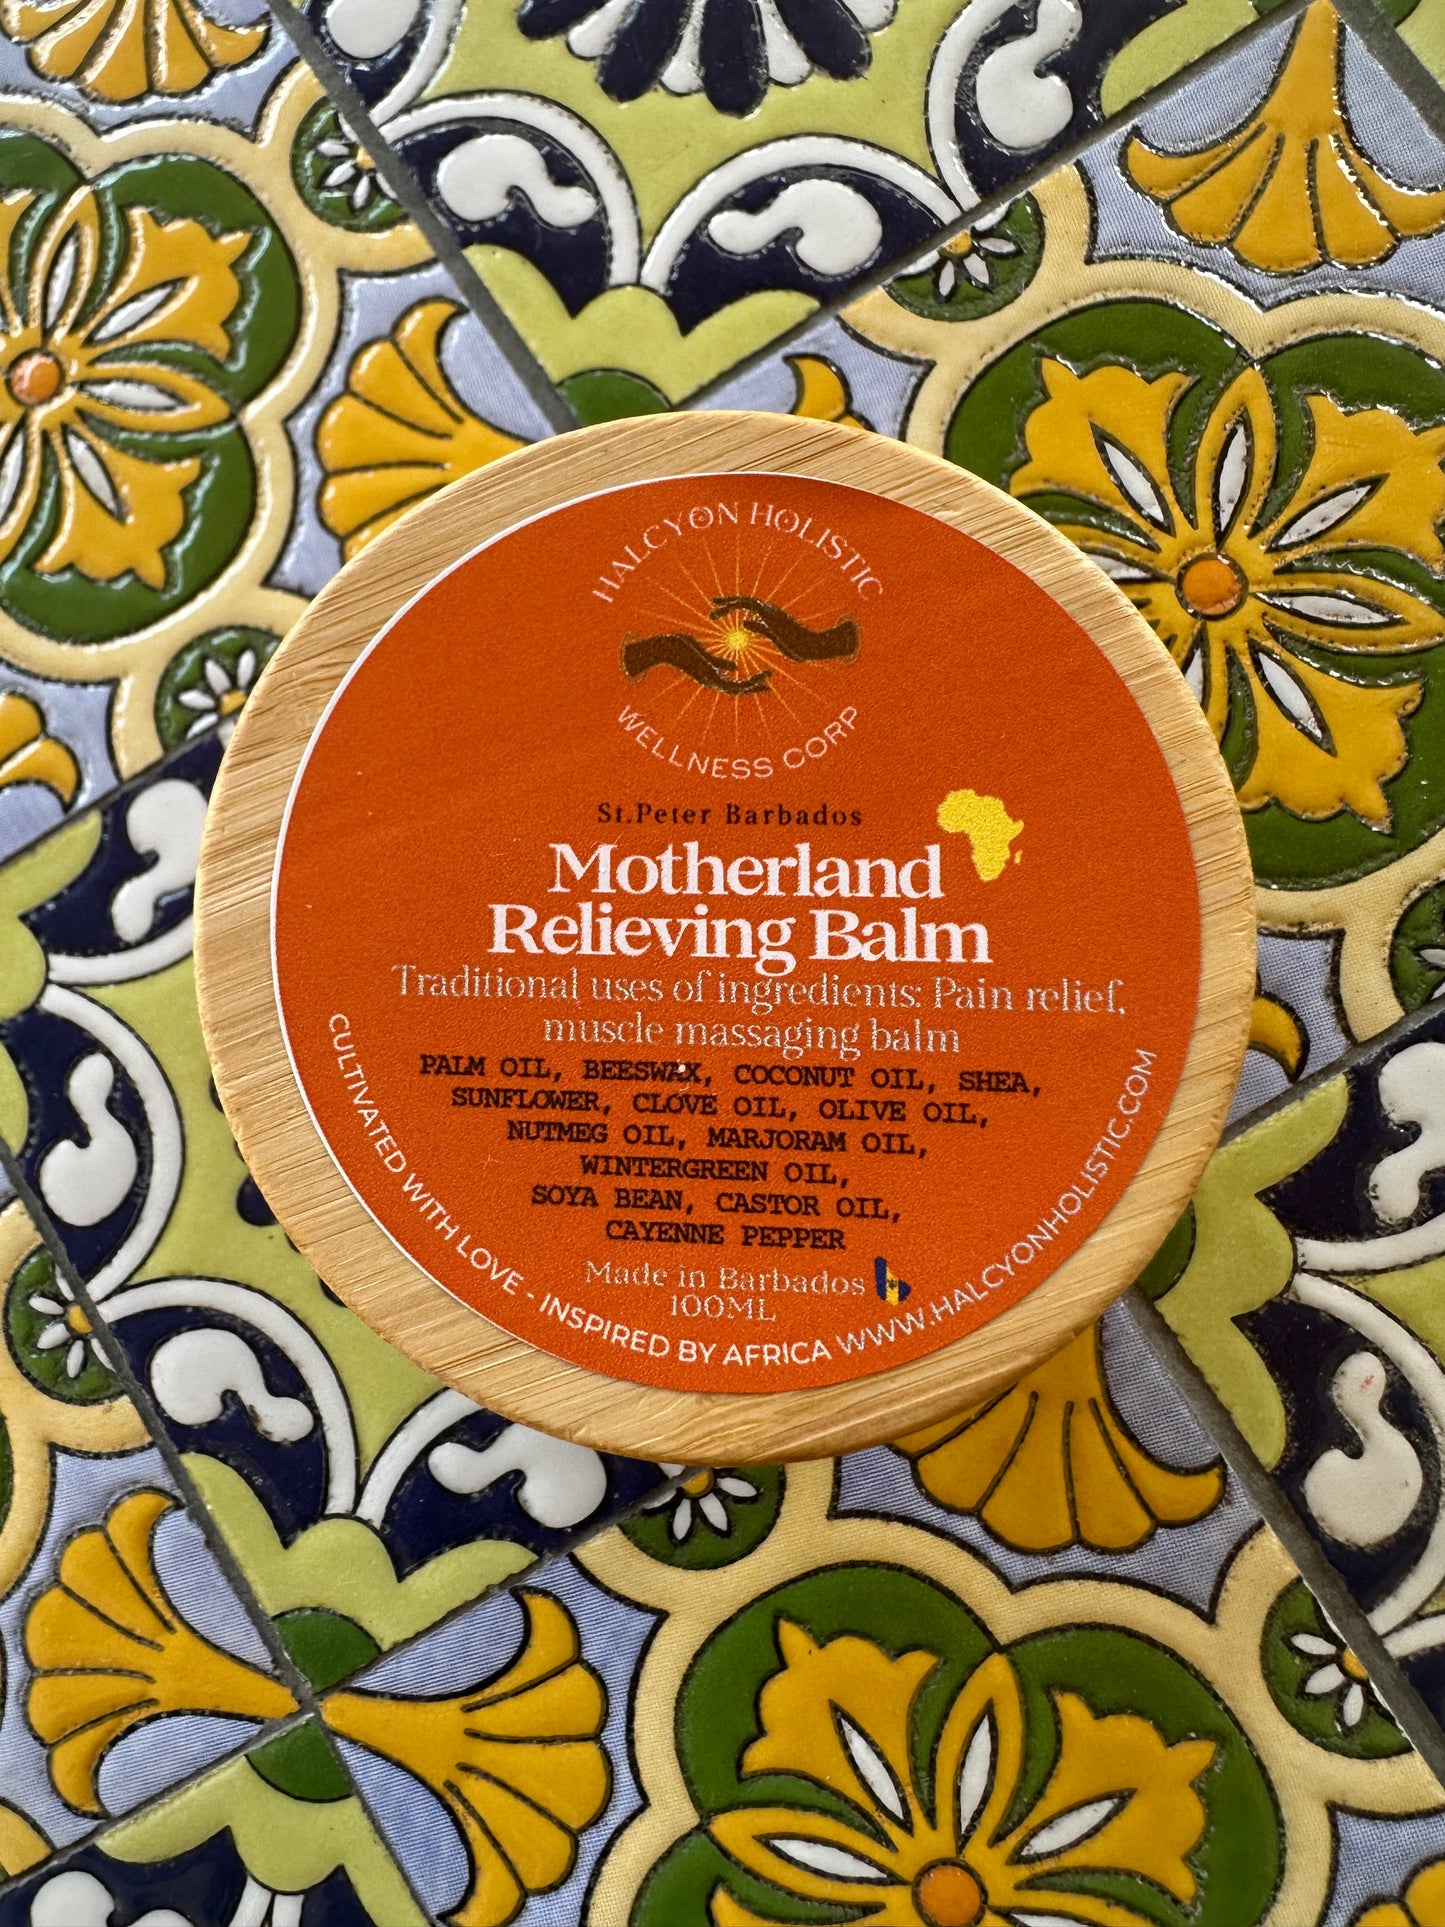 HALCYON HOLISTIC
WELLNESS CORP
St.Peter Barbados
Motherland
Relieving Balm
Traditional uses of ingredients: Pain relief,
muscle massaging balm
PALM OIL, BEESWAX, COCONUT OIL, SHEA,
SUNFLOWER, CLOVE OIL, OLIVE OIL,
NUTMEG OIL, MARJORAM OIL,
WINTERGREEN OIL,
SOYA BEAN, CASTOR OIL,
CAYENNE PEPPER
Made in Barbados
100ML
CULTIVATED WITH LOVE - INSPIRED BY AFRICA WWW.HALCYONHOLISTIC.COM